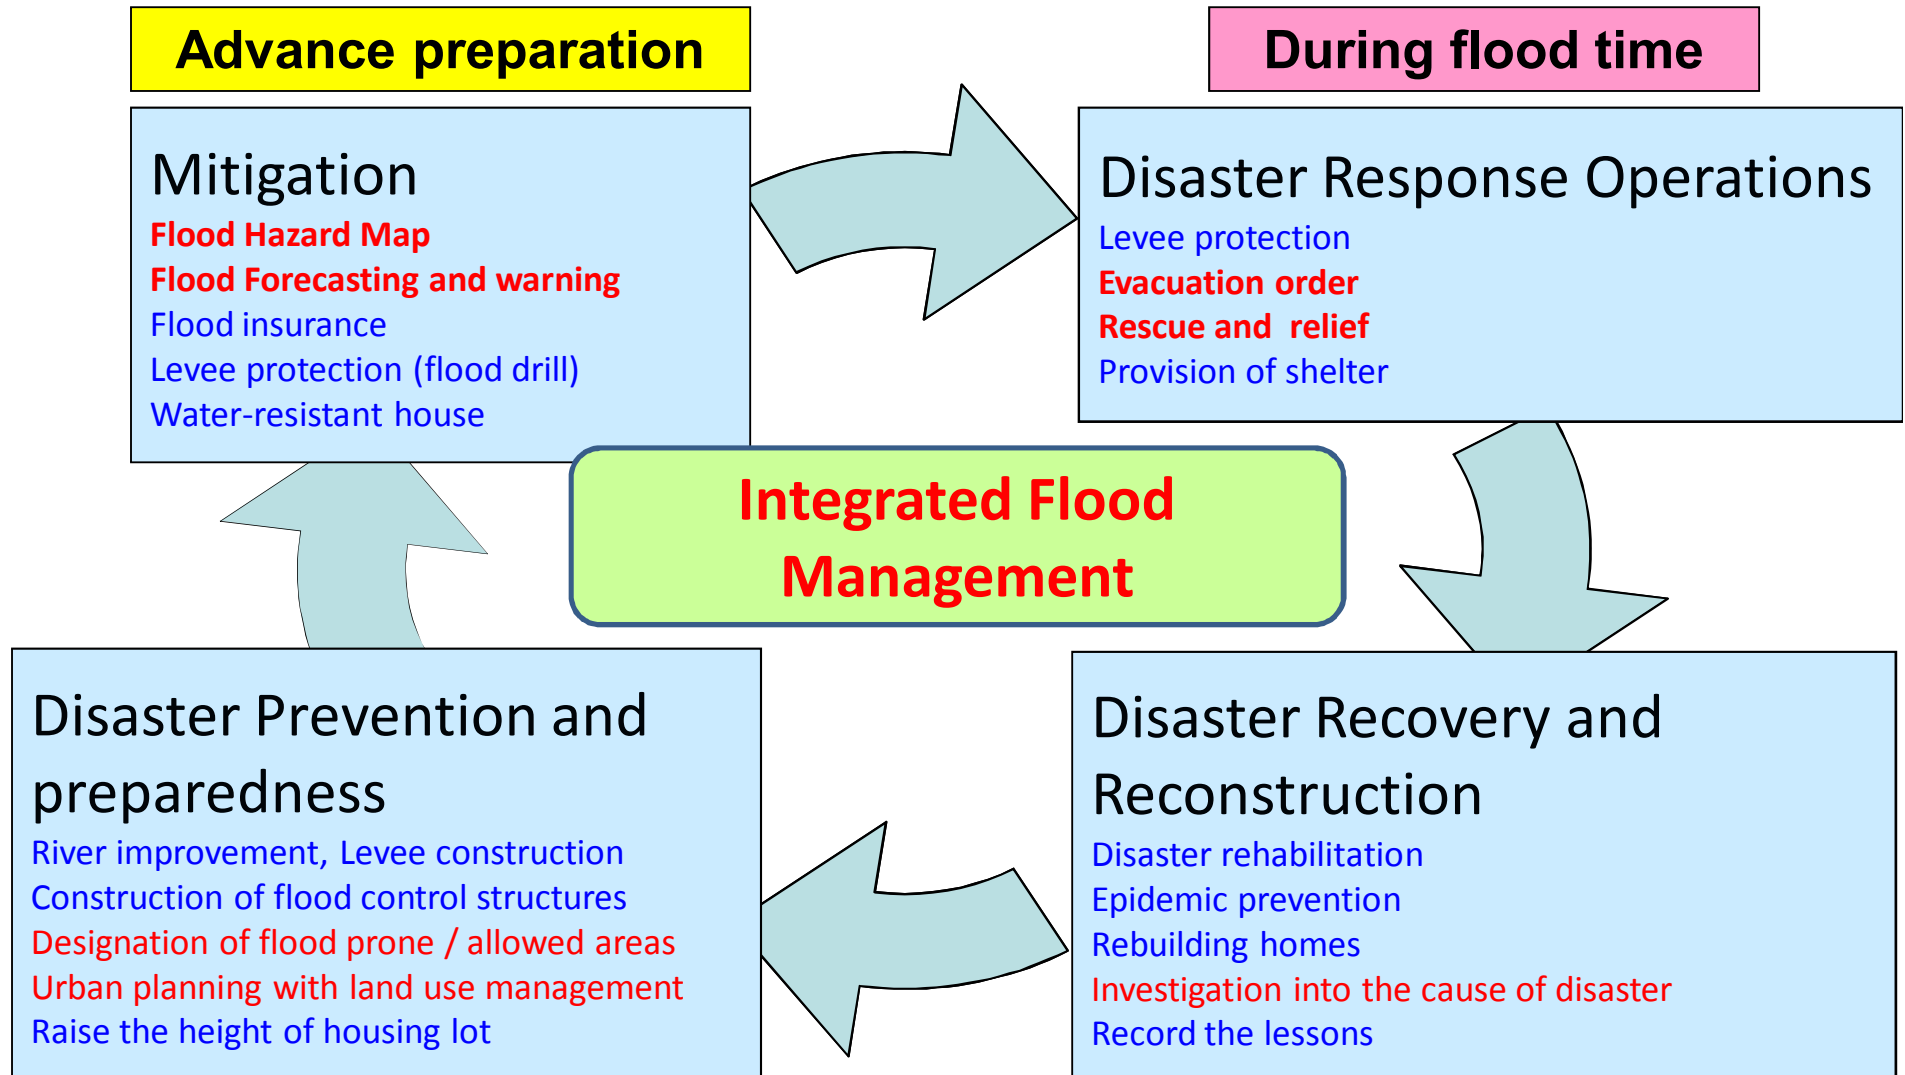 Advance preparation
During flood time
Mitigation
Flood Hazard Map
Flood Forecasting and warning
Flood insurance
Levee protection (flood drill)
Water-resistant house
Disaster Response Operations
Levee protection
Evacuation order
Rescue and relief
Provision of shelter
Integrated Flood
Management
Disaster Prevention and
preparedness
River improvement, Levee construction
Construction of flood control structures
Designation of flood prone / allowed areas
Urban planning with land use management
Raise the height of housing lot
Disaster Recovery and
Reconstruction
Disaster rehabilitation
Epidemic prevention
Rebuilding homes
Investigation into the cause of disaster
Record the lessons